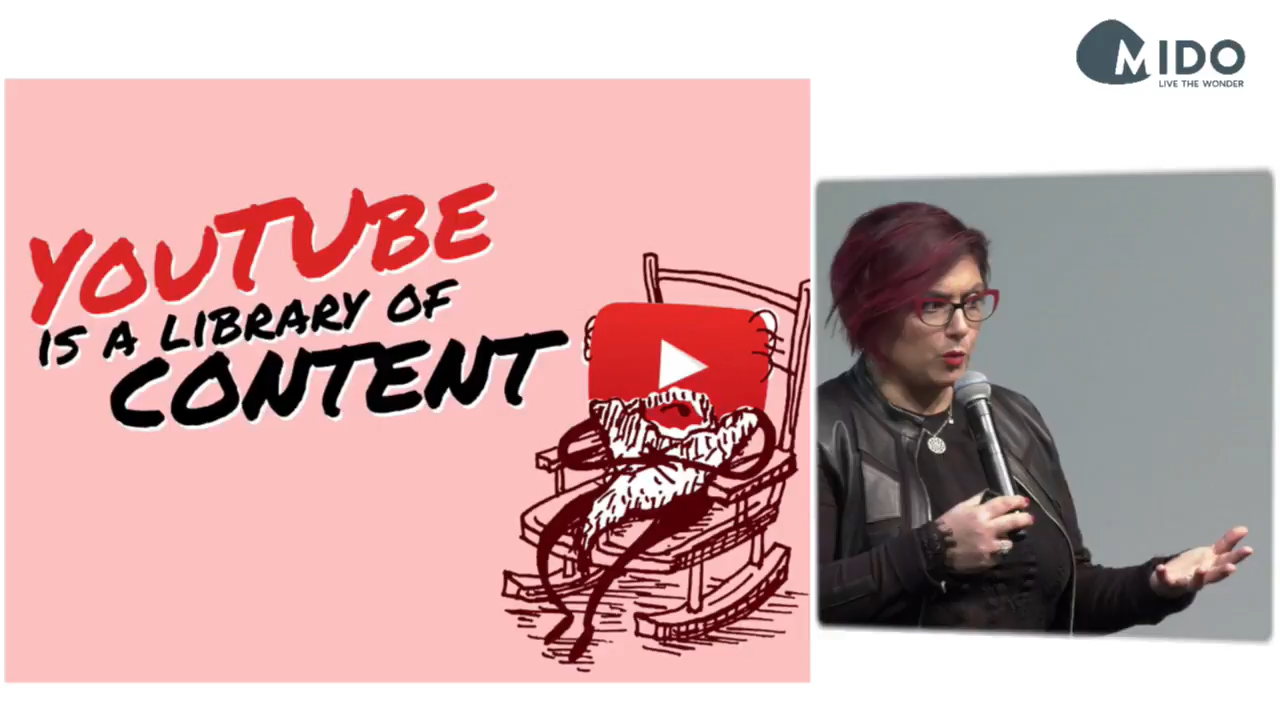 YOUTUBE
IS A LIBRARY OF
CONTENT
MIDO
LIVE THE WONDER